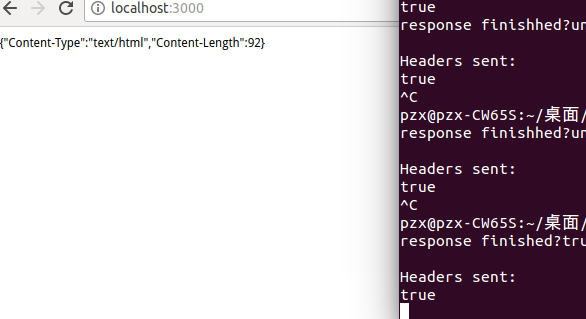 localhost:3000
{"Content-Type":"text/html","Content-Length":92}
true
response finishhed?un
Headers sent:
true
^C
pzx@pzx-CW65S:~/桌面/
response finishhed?un
Headers sent:
true
^C
pzx@pzx-CW65S:~/桌面/
response finished?tru
Headers sent:
true